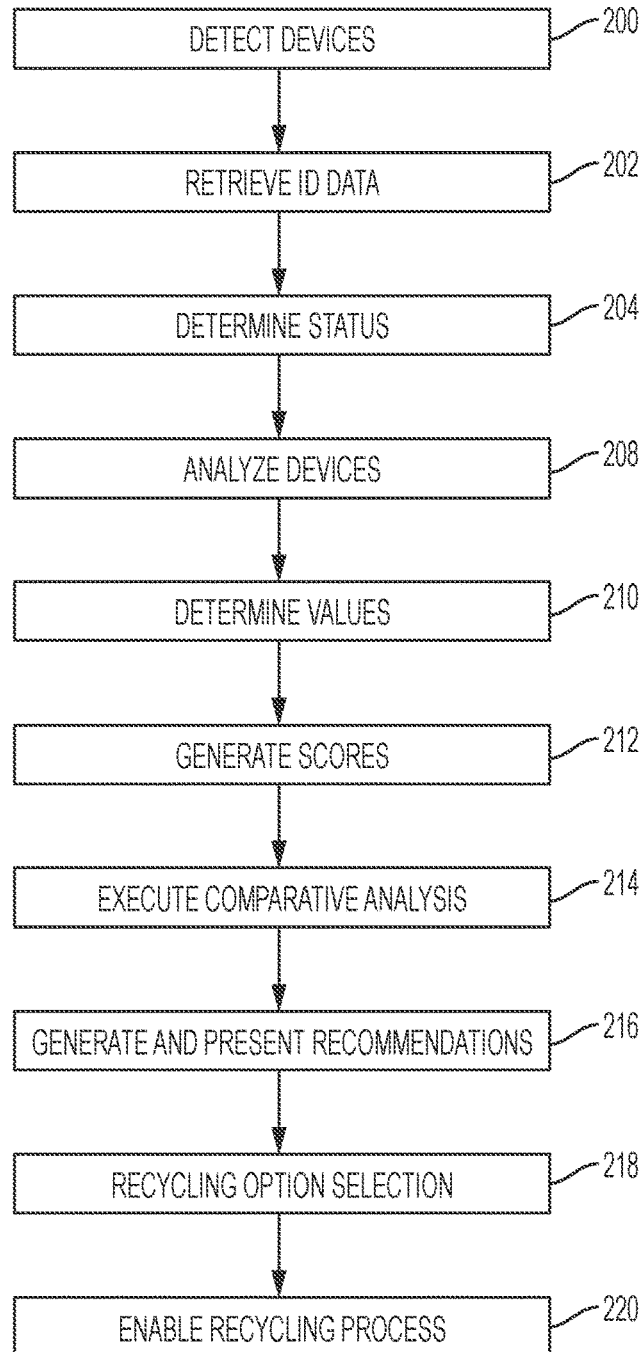 DETECT DEVICES 200
RETRIEVE ID DATA 202
DETERMINE STATUS 204
ANALYZE DEVICES 208
DETERMINE VALUES 210
GENERATE SCORES 212
EXECUTE COMPARATIVE ANALYSIS 214
GENERATE AND PRESENT RECOMMENDATIONS 216
RECYCLING OPTION SELECTION 218
ENABLE RECYCLING PROCESS 220